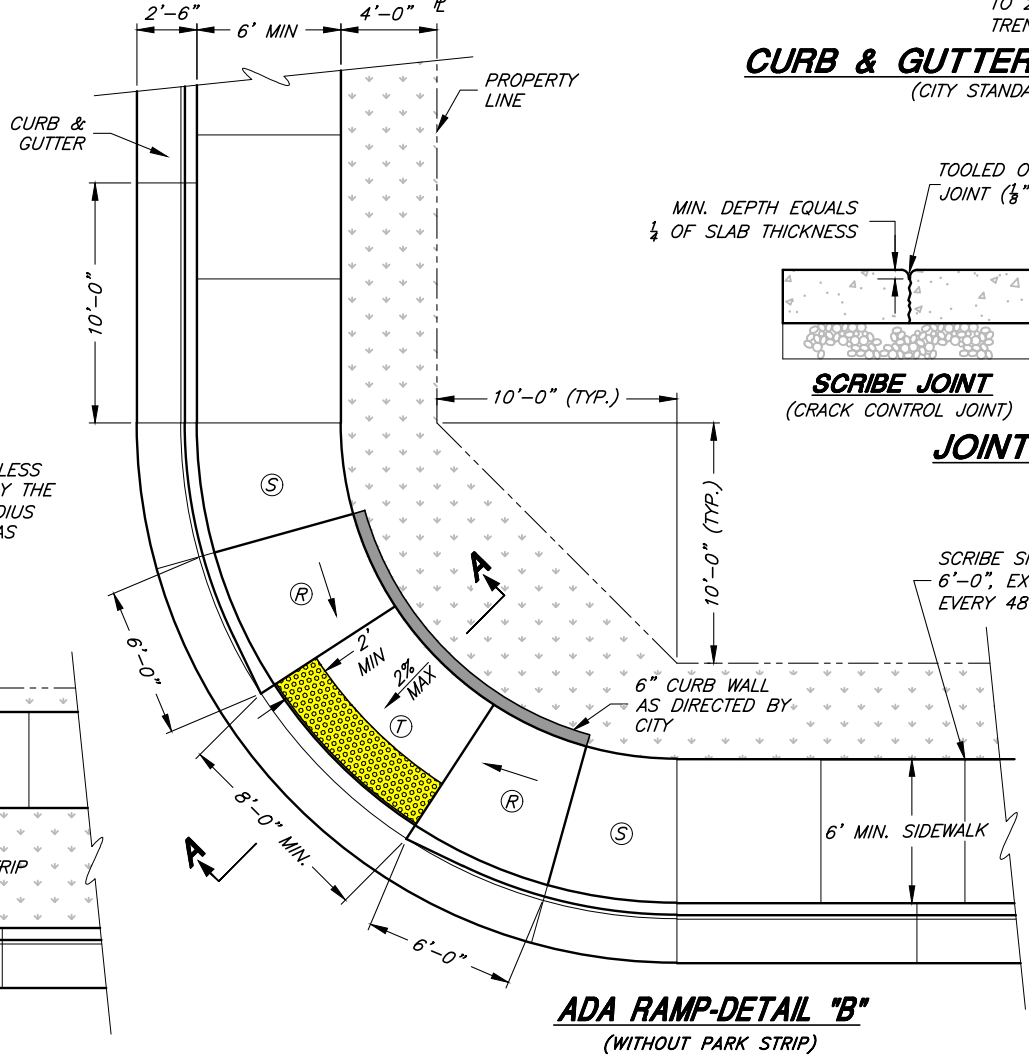 2'-6"
6' MIN
4'-0"
TO 2
TREN
CURB & GUTTER
(CITY STANDA
PROPERTY
LINE
CURB &
GUTTER
TOOLED O
JOINT (1/8"
MIN. DEPTH EQUALS
1/4 OF SLAB THICKNESS
10'-0"
SCRIBE JOINT
(CRACK CONTROL JOINT)
10'-0" (TYP.)
JOINT
LESS
Y THE
DIUS
AS
S
10'-0" (TYP.)
A
SCRIBE SI
6'-0", EX
EVERY 48
R
6'-0"
2'
MIN
2%
MAX
T
6" CURB WALL
AS DIRECTED BY
CITY
R
S
8'-0" MIN.
6' MIN. SIDEWALK
A
RIP
6'-0"
ADA RAMP-DETAIL "B"
(WITHOUT PARK STRIP)